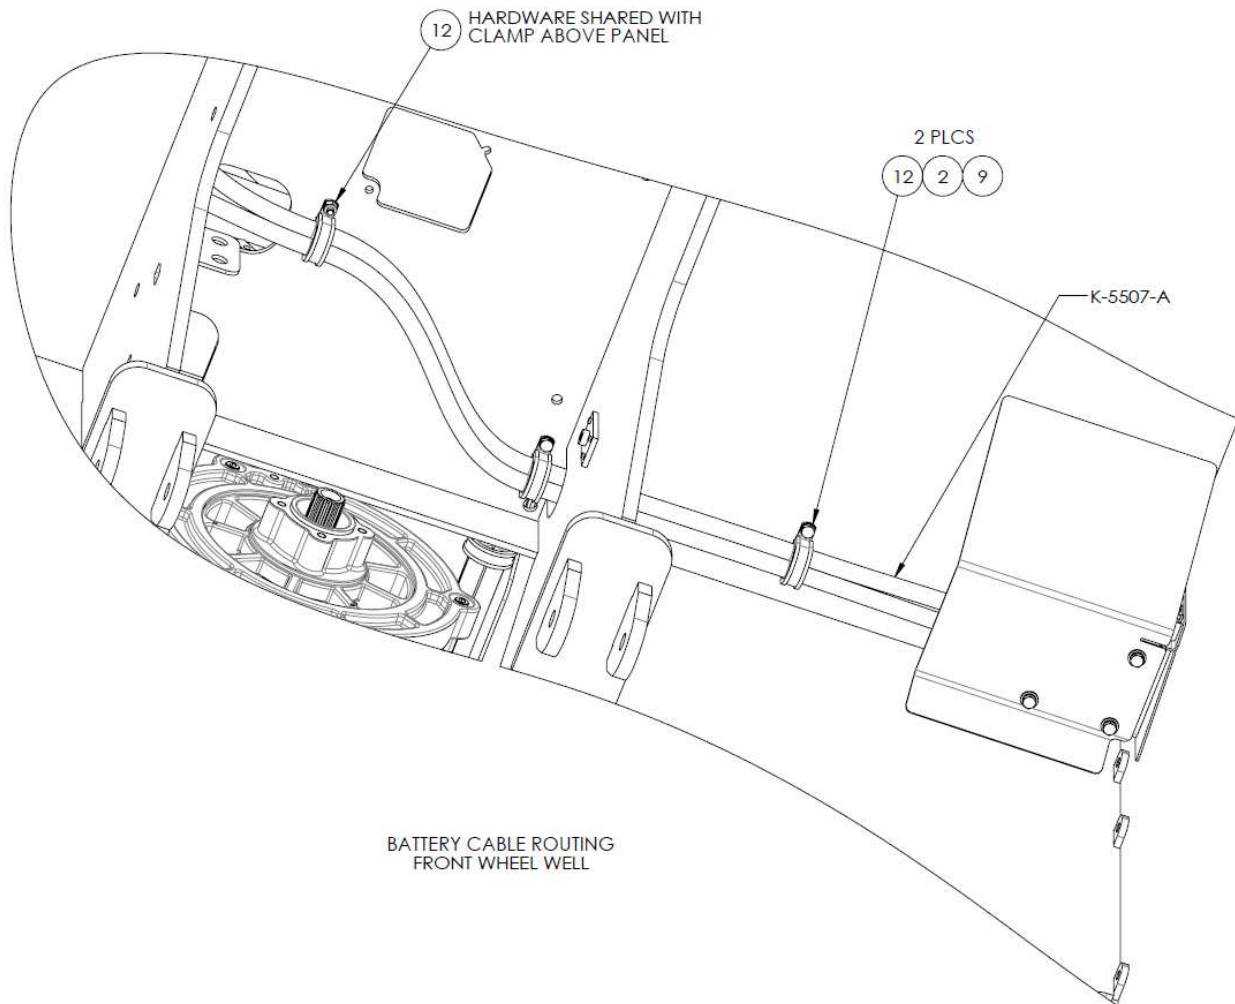 12 HARDWARE SHARED WITH
CLAMP ABOVE PANEL
2 PLCS
12 2 9
K-5507-A
BATTERY CABLE ROUTING
FRONT WHEEL WELL